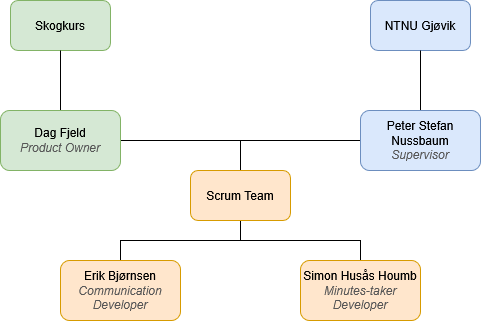 Skogkurs
NTNU Gjøvik
Dag Fjeld
Product Owner
Peter Stefan
Nussbaum
Supervisor
Scrum Team
Erik Bjørnsen
Communication
Developer
Simon Husås Houmb
Minutes-taker
Developer